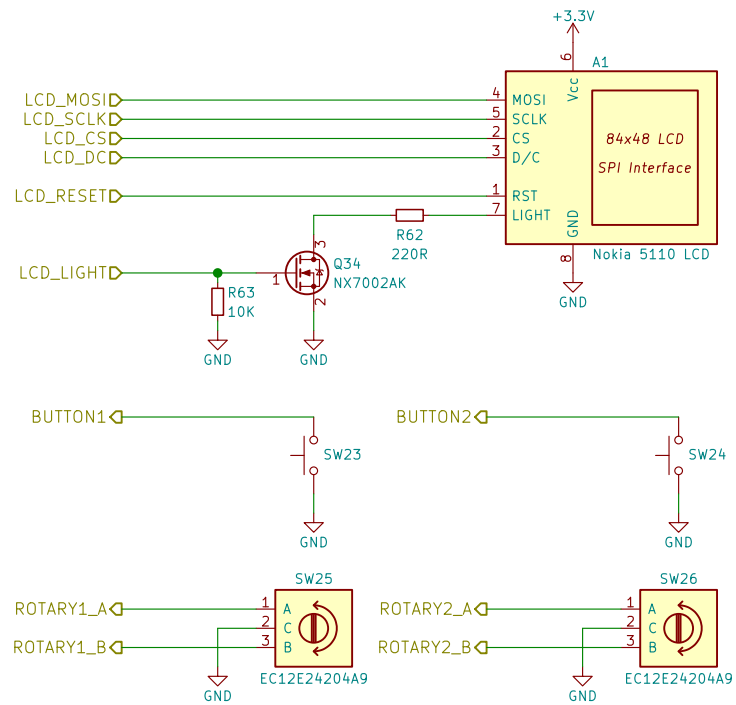 +3.3V
6
A1
Vcc
LCD_MOSI 4 MOSI
LCD_SCLK 5 SCLK
LCD_CS 2 CS
LCD_DC 3 D/C
84x48 LCD
SPI Interface
LCD_RESET 1 RST
7 LIGHT
R62
220R
GND
8
Nokia 5110 LCD
GND
LCD_LIGHT
1
3
2
Q34
NX7002AK
R63
10K
GND
GND
BUTTON1
SW23
GND
BUTTON2
SW24
GND
SW25
ROTARY1_A 1 A
2 C
ROTARY1_B 3 B
GND
EC12E24204A9
SW26
ROTARY2_A 1 A
2 C
ROTARY2_B 3 B
GND
EC12E24204A9